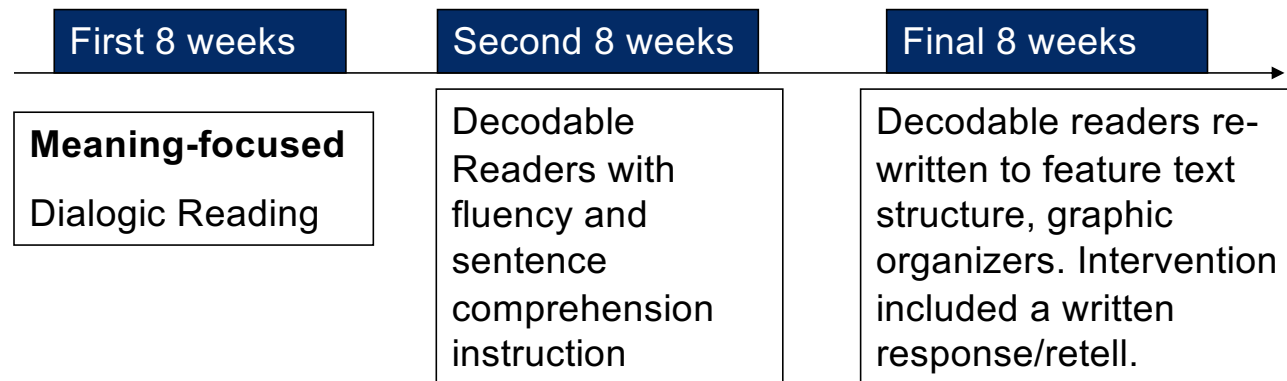 First 8 weeks
Second 8 weeks
Final 8 weeks
Meaning-focused
Dialogic Reading
Decodable
Readers with
fluency and
sentence
comprehension
instruction
Decodable readers re-
written to feature text
structure, graphic
organizers. Intervention
included a written
response/retell.